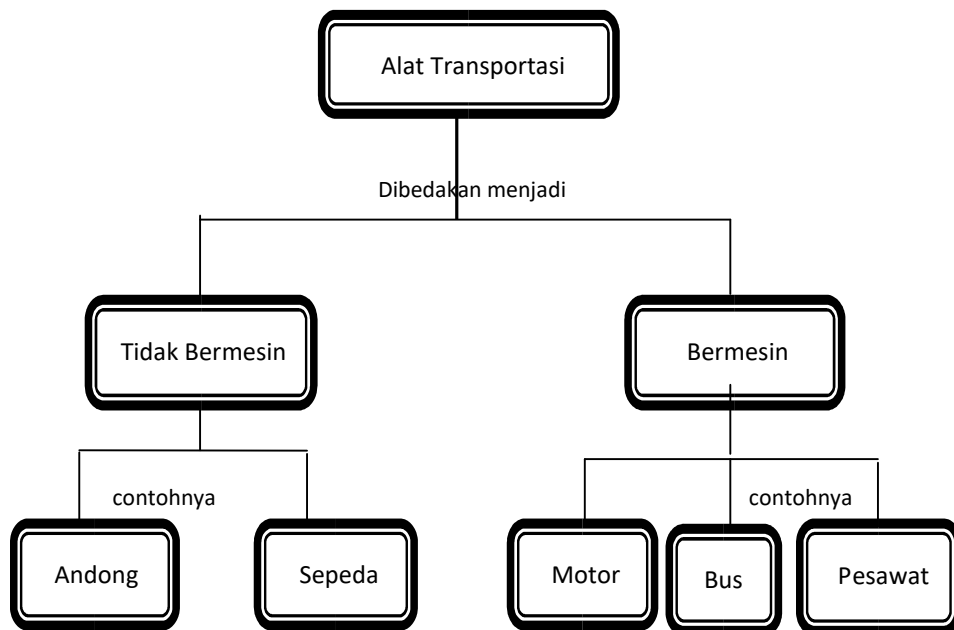 Alat Transportasi
Dibedakan menjadi
Tidak Bermesin
Bermesin
contohnya
contohnya
Andong
Sepeda
Motor
Bus
Pesawat